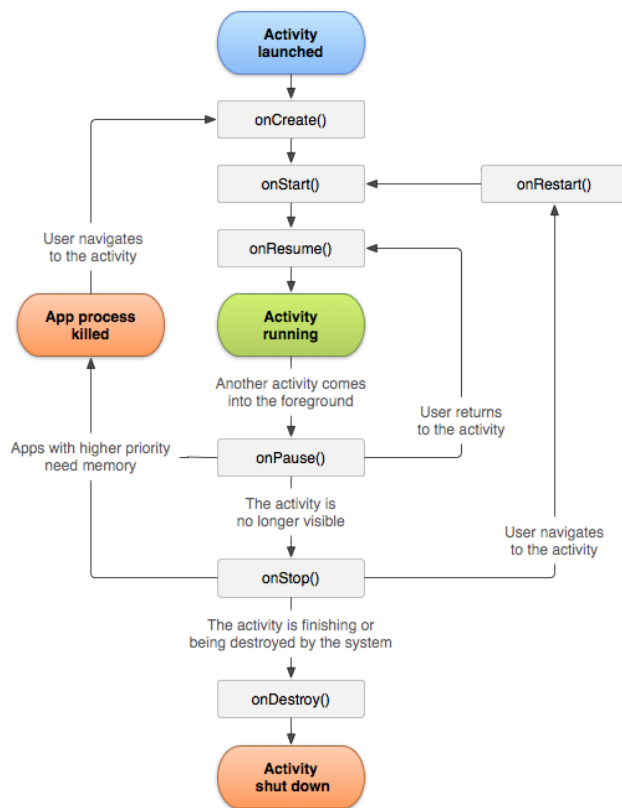 Activity
launched
onCreate()
onStart()
onRestart()
User navigates
to the activity
onResume()
App process
killed
Activity
running
Another activity comes
into the foreground
User returns
to the activity
Apps with higher priority
need memory
onPause()
The activity is
no longer visible
User navigates
to the activity
onStop()
The activity is finishing or
being destroyed by the system
onDestroy()
Activity
shut down